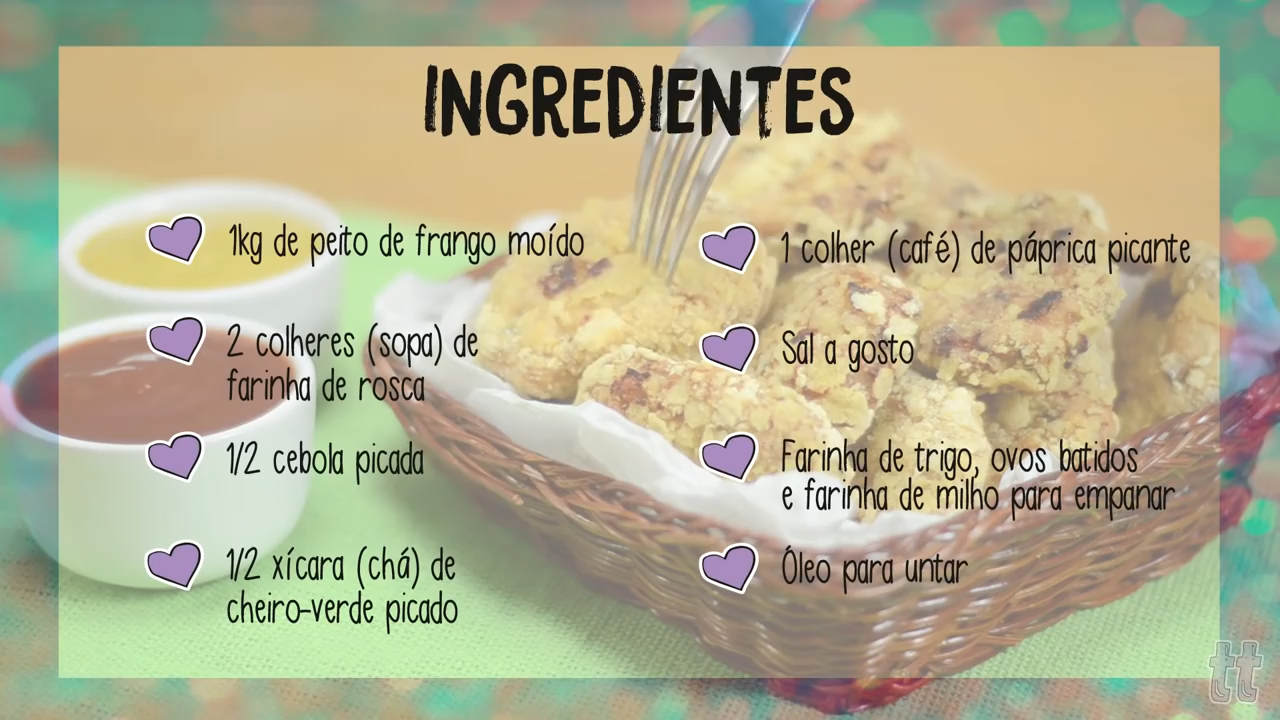 INGREDIENTES
1kg de peito de frango moído
2 colheres (sopa) de
farinha de rosca
1/2 cebola picada
1/2 xícara (chá) de
cheiro-verde picado
1 colher (café) de páprica picante
Sal a gosto
Farinha de trigo, ovos batidos
e farinha de milho para empanar
Óleo para untar
tt